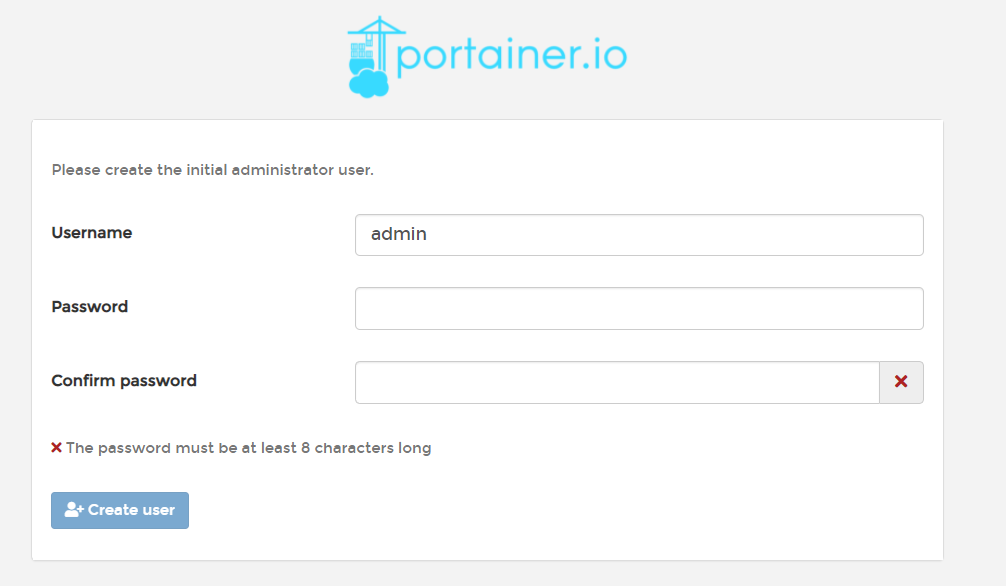 portainer.io
Please create the initial administrator user.
Username
admin
Password
Confirm password
The password must be at least 8 characters long
Create user